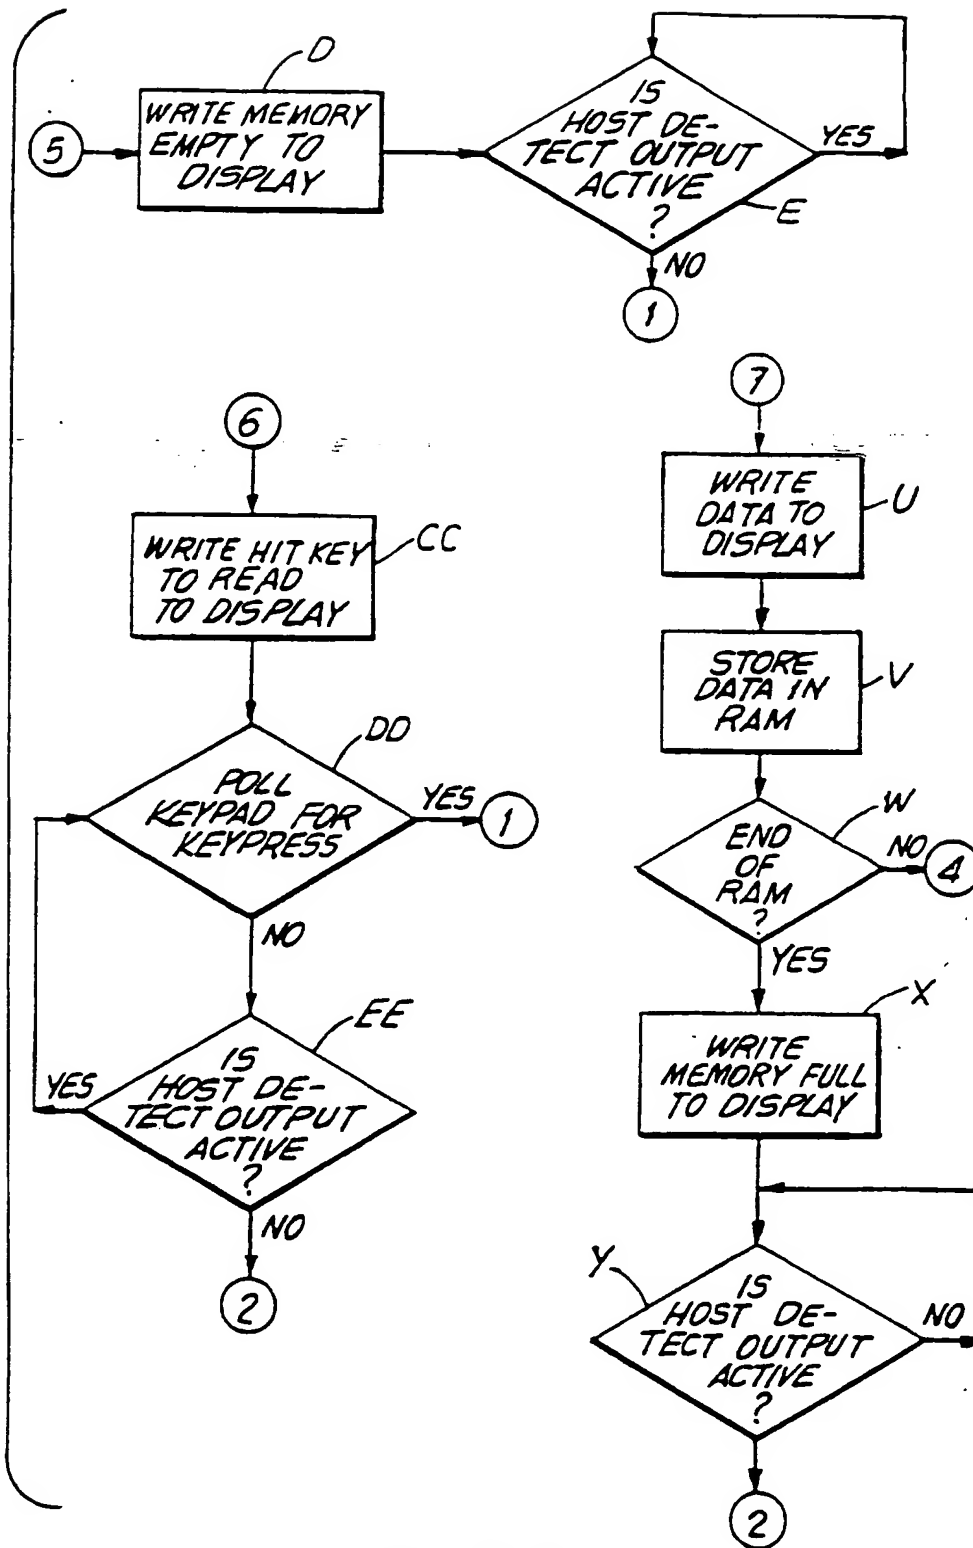 D
5
WRITE MEMORY
EMPTY TO
DISPLAY
IS
HOST DE-
TECT OUTPUT
ACTIVE
?
YES
E
NO
1
6
WRITE HIT KEY
TO READ
TO DISPLAY
CC
DD
POLL
KEYPAD FOR
KEYPRESS
YES
1
NO
EE
IS
HOST DE-
TECT OUTPUT
ACTIVE
?
YES
NO
2
7
WRITE
DATA TO
DISPLAY
U
STORE
DATA IN
RAM
V
W
END
OF
RAM
?
NO
4
YES
X
WRITE
MEMORY FULL
TO DISPLAY
Y
IS
HOST DE-
TECT OUTPUT
ACTIVE
?
NO
2